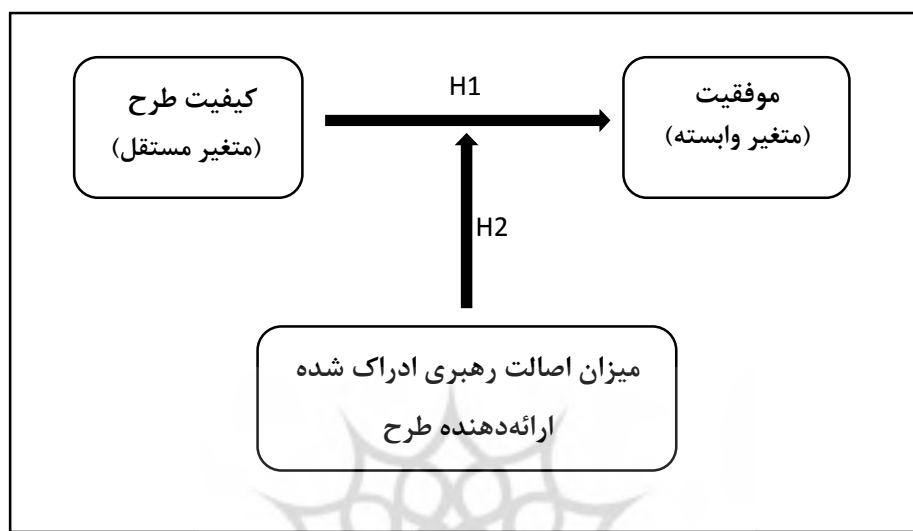 کیفیت طرح
(متغیر مستقل)
H1
موفقیت
(متغیر وابسته)
H2
میزان اصالت رهبری ادراک شده
ارائه‌دهنده طرح